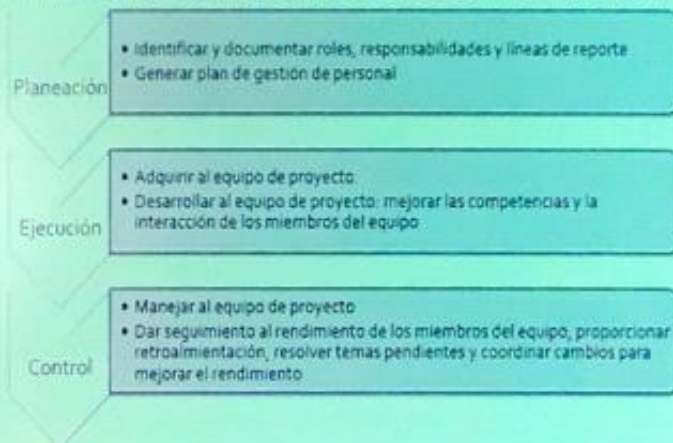 Planeación
• Identificar y documentar roles, responsabilidades y líneas de reporte
• Generar plan de gestión de personal
Ejecución
• Adquirir al equipo de proyecto
• Desarrollar al equipo de proyecto: mejorar las competencias y la
interacción de los miembros del equipo
Control
• Manejar al equipo de proyecto
• Dar seguimiento al rendimiento de los miembros del equipo, proporcionar
retroalmientación, resolver temas pendientes y coordinar cambios para
mejorar el rendimiento